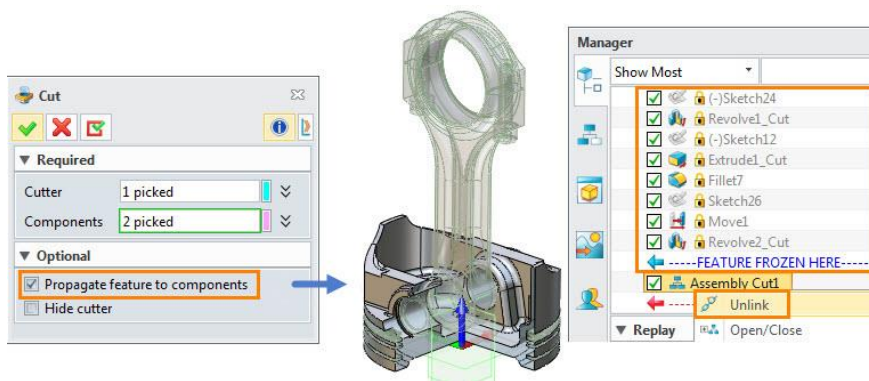 Cut
Required
Cutter 1 picked
Components 2 picked
Optional
Propagate feature to components
Hide cutter
Manager
Show Most
(-)Sketch24
Revolve1_Cut
(-)Sketch12
Extrude1_Cut
Fillet7
Sketch26
Move1
Revolve2_Cut
-----FEATURE FROZEN HERE-----
Assembly Cut1
Unlink
Replay Open/Close